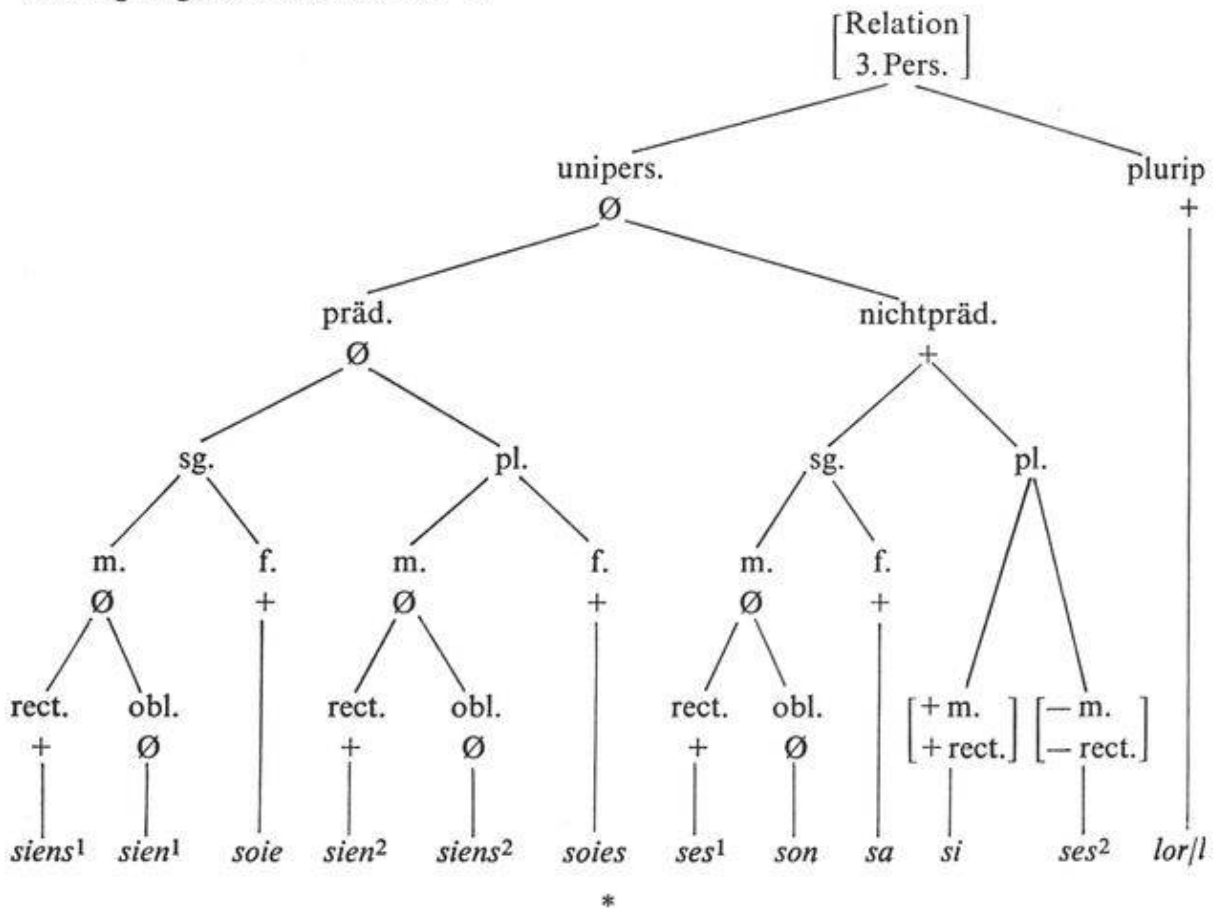 [Relation
3. Pers.]
unipers. plurip
Ø +
präd. nichtpräd.
Ø +
sg. pl. sg. pl.
m. f. m. f. m. f.
Ø + Ø + Ø +
rect. obl. rect. obl. rect. obl. [+ m. [— m.
+ Ø + Ø + Ø + rect.] — rect.]
siens¹ sien¹ soie sien² siens² soies ses¹ son sa si ses² lor/l
*